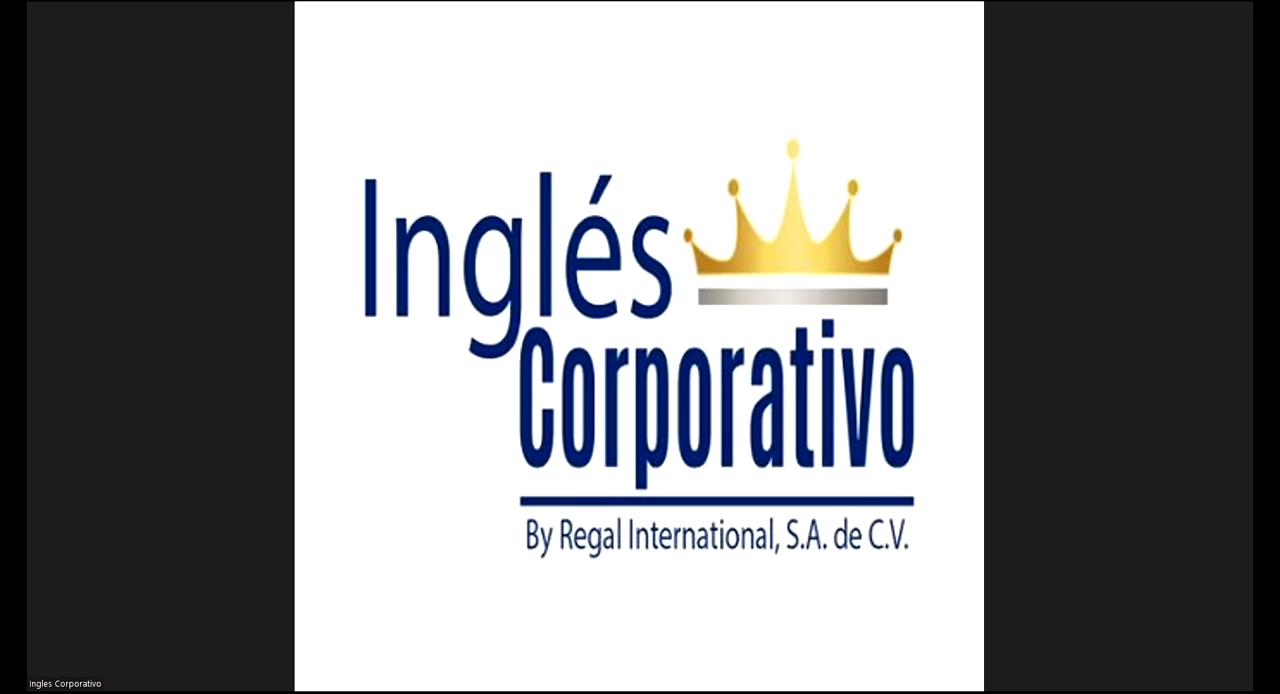 Inglés
Corporativo
By Regal International, S.A. de C.V.
Ingles Corporativo